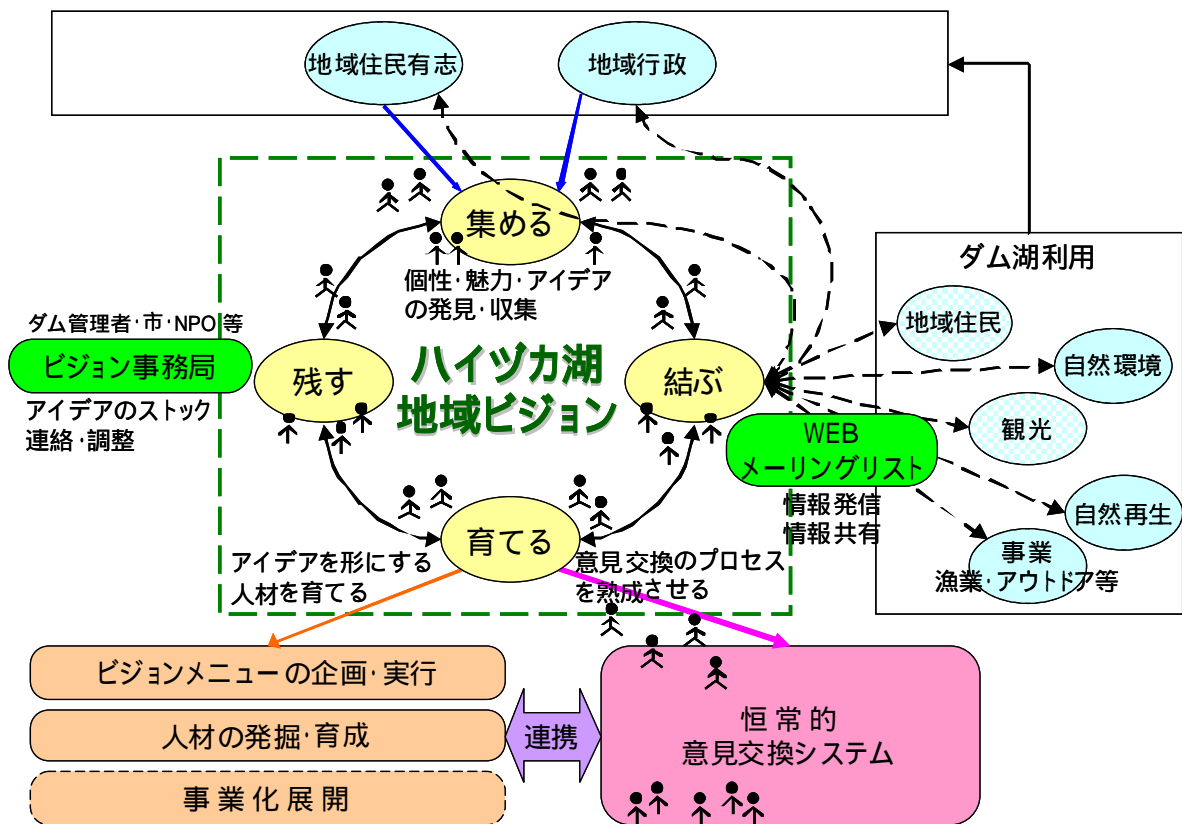 地域住民有志
地域行政
集める
個性・魅力・アイデア
の発見・収集
ダム湖利用
地域住民
自然環境
観光
自然再生
事業
漁業・アウトドア等
ダム管理者・市・NPO 等
ビジョン事務局
アイデアのストック
連絡・調整
残す
ハイヅカ湖
地域ビジョン
結ぶ
WEB
メーリングリスト
情報発信
情報共有
育てる
アイデアを形にする
人材を育てる
意見交換のプロセス
を熟成させる
ビジョンメニューの企画・実行
人材の発掘・育成
事業化展開
連携
恒常的
意見交換システム